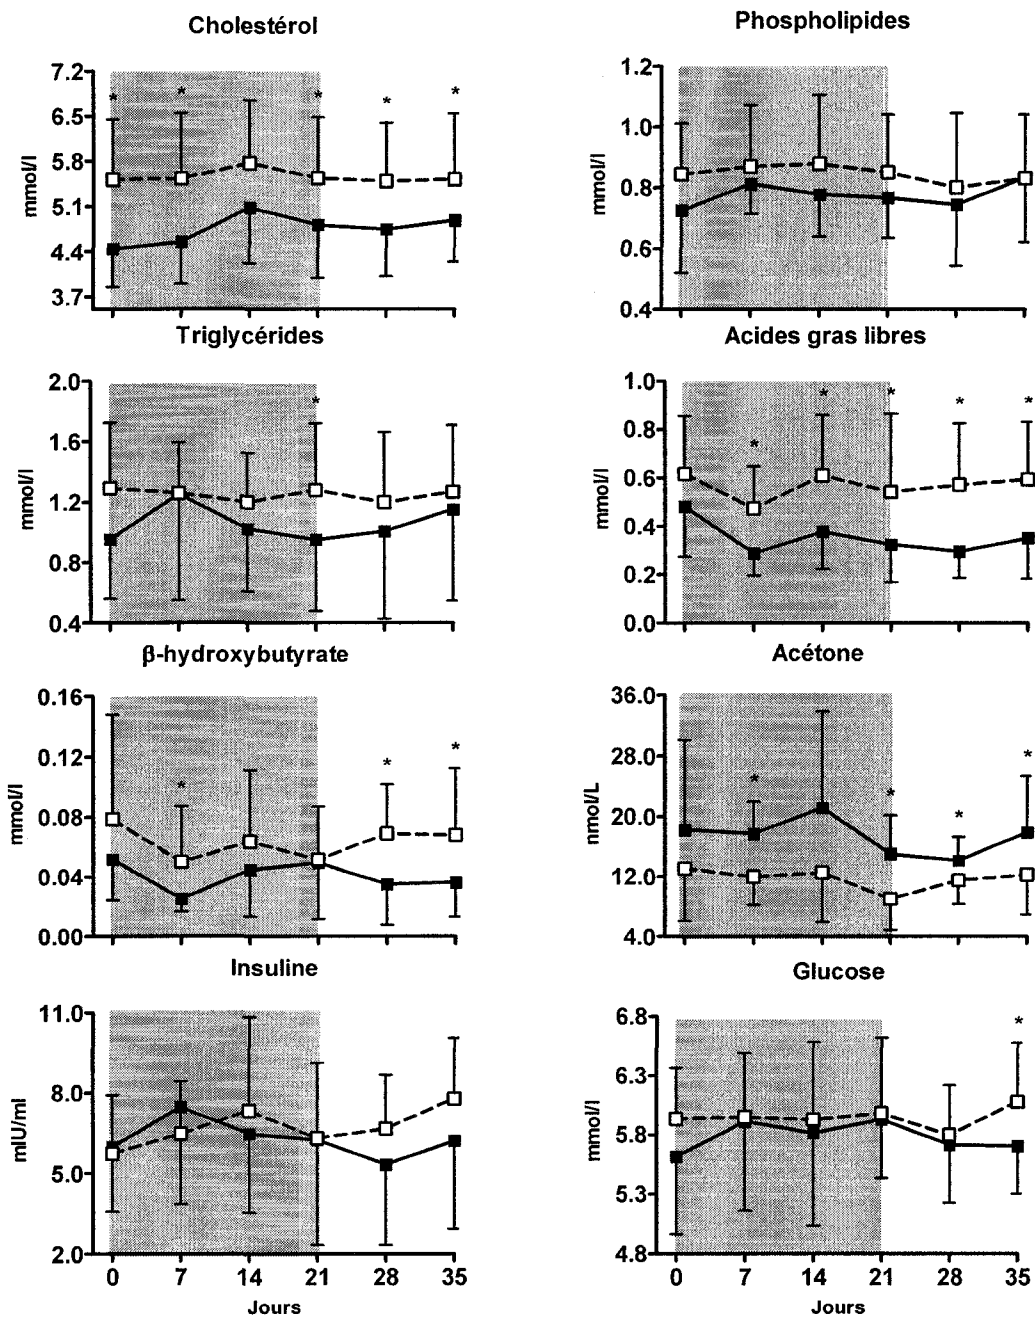 Cholestérol
7.2
6.5
5.8
5.1
4.4
3.7
mmol/l
* * * * *
Phospholipides
1.2
1.0
0.8
0.6
0.4
mmol/l
Triglycérides
2.0
1.6
1.2
0.8
0.4
mmol/l
*
Acides gras libres
1.0
0.8
0.6
0.4
0.2
0.0
mmol/l
* * * * *
β-hydroxybutyrate
0.16
0.12
0.08
0.04
0.00
mmol/l
* * *
Acétone
36.0
28.0
20.0
12.0
4.0
nmol/L
* * * *
Insuline
11.0
8.0
5.0
2.0
mIU/ml
0 7 14 21 28 35
Jours
Glucose
6.8
6.3
5.8
5.3
4.8
mmol/l
*
0 7 14 21 28 35
Jours